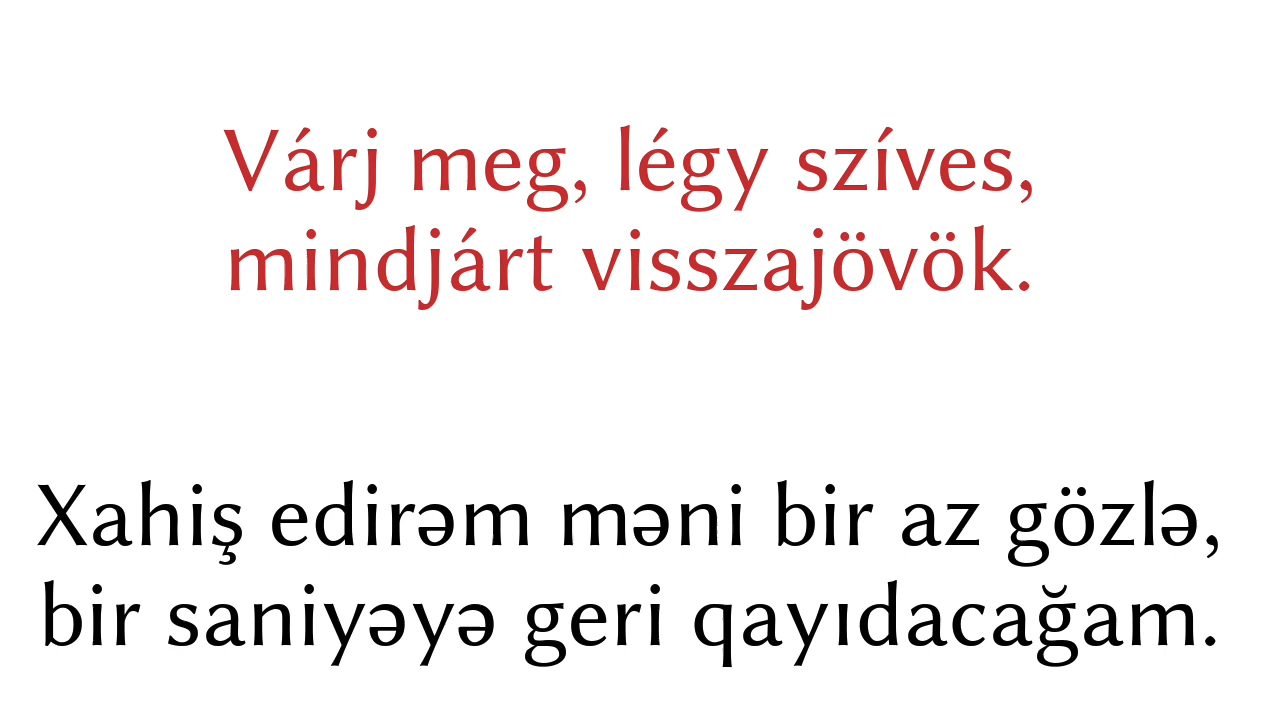 Várj meg, légy szíves,
mindjárt visszajövök.
Xahiş edirəm məni bir az gözlə,
bir saniyəyə geri qayıdacağam.